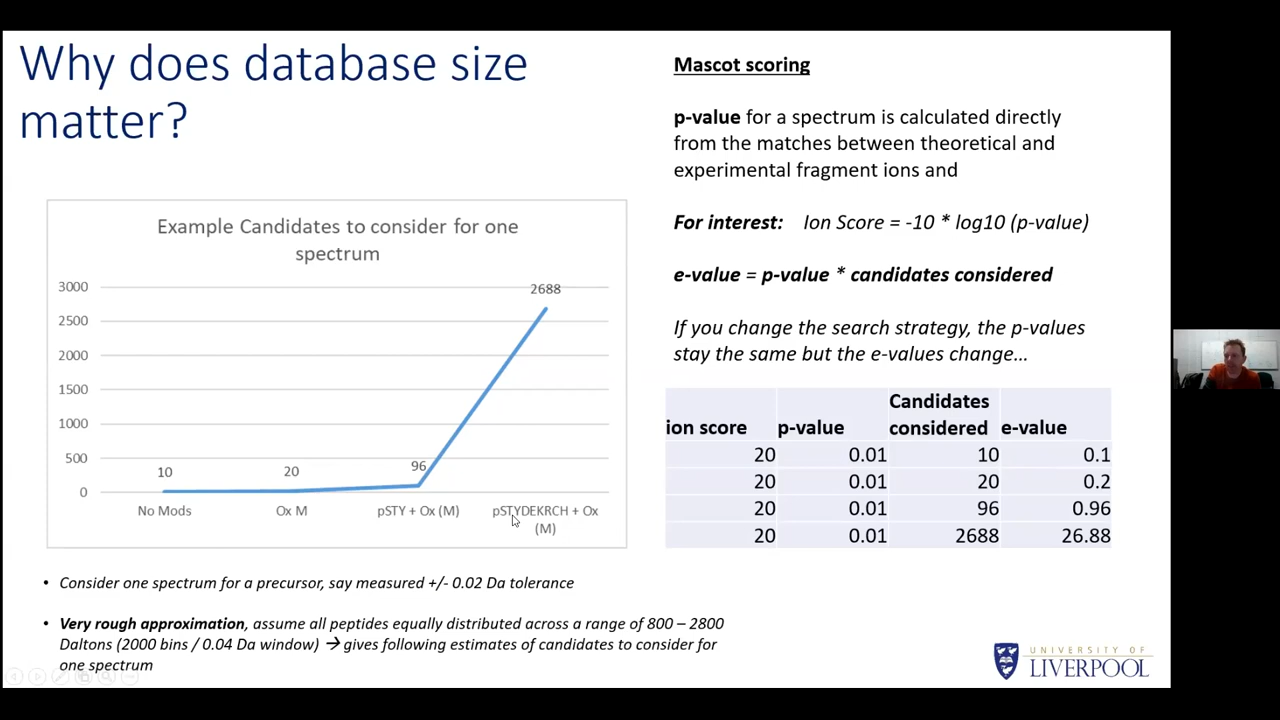 Why does database size
matter?
Example Candidates to consider for one
spectrum
3000
2500
2000
1500
1000
500
0
10
20
96
2688
No Mods
Ox M
pSTY + Ox (M)
pSTYDEKRCH + Ox
(M)
• Consider one spectrum for a precursor, say measured +/- 0.02 Da tolerance
• Very rough approximation, assume all peptides equally distributed across a range of 800 – 2800
Daltons (2000 bins / 0.04 Da window) → gives following estimates of candidates to consider for
one spectrum
Mascot scoring
p-value for a spectrum is calculated directly
from the matches between theoretical and
experimental fragment ions and
For interest: Ion Score = -10 * log10 (p-value)
e-value = p-value * candidates considered
If you change the search strategy, the p-values
stay the same but the e-values change...
Candidates
ion score p-value considered e-value
20 0.01 10 0.1
20 0.01 20 0.2
20 0.01 96 0.96
20 0.01 2688 26.88
UNIVERSITY OF
LIVERPOOL